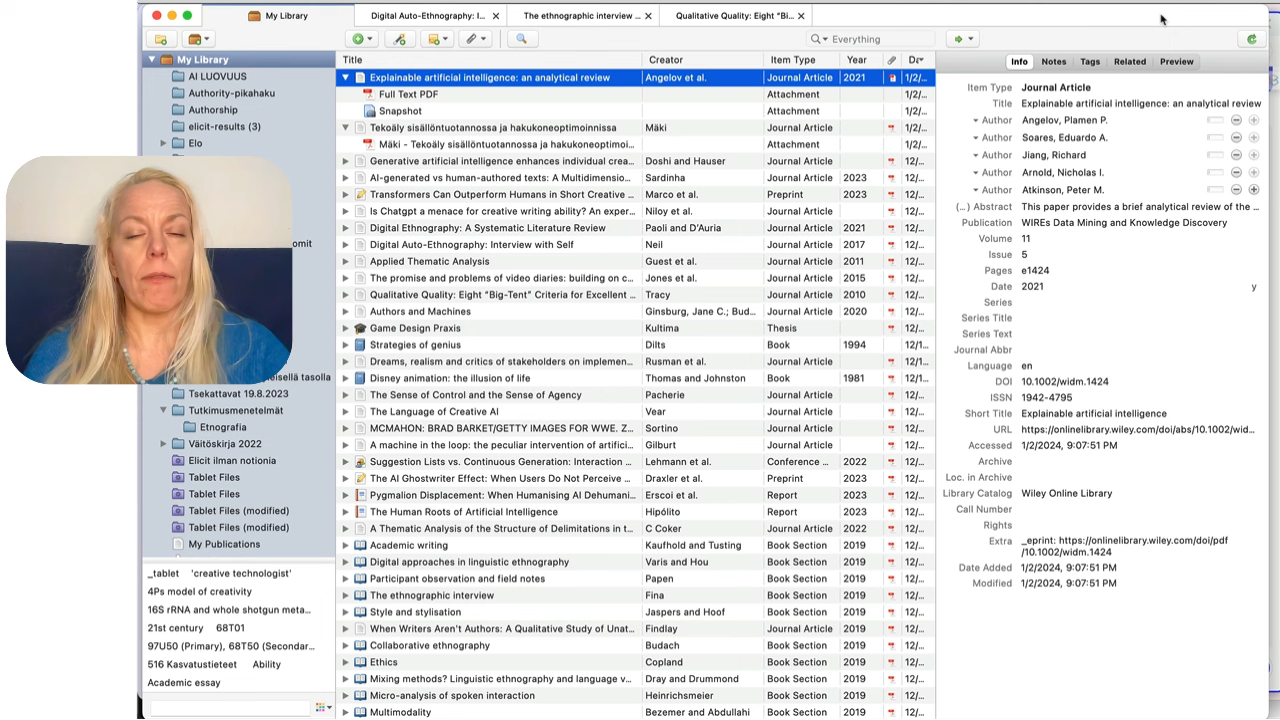 My Library
Digital Auto-Ethnography: I...
The ethnographic interview ...
Qualitative Quality: Eight "Bi...
Everything
My Library
AI LUOVUUS
Authority-pikahaku
Authorship
elicit-results (3)
Elo
omit
eisellä tasolla
Tsekattavat 19.8.2023
Tutkimusmenetelmät
Etnografia
Väitöskirja 2022
Elicit ilman notionia
Tablet Files
Tablet Files
Tablet Files (modified)
Tablet Files (modified)
My Publications
_tablet 'creative technologist'
4Ps model of creativity
16S rRNA and whole shotgun meta...
21st century 68T01
97U50 (Primary), 68T50 (Secondar...
516 Kasvatustieteet Ability
Academic essay
Title Creator Item Type Year
Explainable artificial intelligence: an analytical review Angelov et al. Journal Article 2021 1/2/...
Full Text PDF Attachment 1/2/...
Snapshot Attachment 1/2/...
Tekoäly sisällöntuotannossa ja hakukoneoptimoinnissa Mäki Journal Article 1/2/...
Mäki - Tekoäly sisällöntuotannossa ja hakukoneoptimoi... Attachment 1/2/...
Generative artificial intelligence enhances individual crea... Doshi and Hauser Journal Article 12/...
AI-generated vs human-authored texts: A Multidimensio... Sardinha Journal Article 2023 12/...
Transformers Can Outperform Humans in Short Creative ... Marco et al. Preprint 2023 12/...
Is Chatgpt a menace for creative writing ability? An exper... Niloy et al. Journal Article 12/...
Digital Ethnography: A Systematic Literature Review Paoli and D'Auria Journal Article 2021 12/...
Digital Auto-Ethnography: Interview with Self Neil Journal Article 2017 12/...
Applied Thematic Analysis Guest et al. Journal Article 2011 12/...
The promise and problems of video diaries: building on c... Jones et al. Journal Article 2015 12/...
Qualitative Quality: Eight "Big-Tent" Criteria for Excellent ... Tracy Journal Article 2010 12/...
Authors and Machines Ginsburg, Jane C.; Bud... Journal Article 2020 12/...
Game Design Praxis Kultima Thesis 12/...
Strategies of genius Dilts Book 1994 12/1...
Dreams, realism and critics of stakeholders on implemen... Rusman et al. Journal Article 12/1...
Disney animation: the illusion of life Thomas and Johnston Book 1981 12/1...
The Sense of Control and the Sense of Agency Pacherie Journal Article 12/...
The Language of Creative AI Vear Journal Article 12/...
MCMAHON: BRAD BARKET/GETTY IMAGES FOR WWE. Z... Sortino Journal Article 12/...
A machine in the loop: the peculiar intervention of artifici... Gilburt Journal Article 12/...
Suggestion Lists vs. Continuous Generation: Interaction ... Lehmann et al. Conference ... 2022 12/...
The AI Ghostwriter Effect: When Users Do Not Perceive ... Draxler et al. Preprint 2023 12/...
Pygmalion Displacement: When Humanising AI Dehumani... Erscoi et al. Report 2023 12/...
The Human Roots of Artificial Intelligence Hipólito Report 2023 12/...
A Thematic Analysis of the Structure of Delimitations in t... C Coker Journal Article 2022 12/...
Academic writing Kaufhold and Tusting Book Section 2019 12/...
Digital approaches in linguistic ethnography Varis and Hou Book Section 2019 12/...
Participant observation and field notes Papen Book Section 2019 12/...
The ethnographic interview Fina Book Section 2019 12/...
Style and stylisation Jaspers and Hoof Book Section 2019 12/...
When Writers Aren't Authors: A Qualitative Study of Unat... Findlay Journal Article 2019 12/...
Collaborative ethnography Budach Book Section 2019 12/...
Ethics Copland Book Section 2019 12/...
Mixing methods? Linguistic ethnography and language v... Dray and Drummond Book Section 2019 12/...
Micro-analysis of spoken interaction Heinrichsmeier Book Section 2019 12/...
Multimodality Bezemer and Abdullahi Book Section 2019 12/...
Info Notes Tags Related Preview
Item Type Journal Article
Title Explainable artificial intelligence: an analytical review
Author Angelov, Plamen P.
Author Soares, Eduardo A.
Author Jiang, Richard
Author Arnold, Nicholas I.
Author Atkinson, Peter M.
(...) Abstract This paper provides a brief analytical review of the ...
Publication WIREs Data Mining and Knowledge Discovery
Volume 11
Issue 5
Pages e1424
Date 2021 y
Series
Series Title
Series Text
Journal Abbr
Language en
DOI 10.1002/widm.1424
ISSN 1942-4795
Short Title Explainable artificial intelligence
URL https://onlinelibrary.wiley.com/doi/abs/10.1002/wid...
Accessed 1/2/2024, 9:07:51 PM
Archive
Loc. in Archive
Library Catalog Wiley Online Library
Call Number
Rights
Extra _eprint: https://onlinelibrary.wiley.com/doi/pdf
/10.1002/widm.1424
Date Added 1/2/2024, 9:07:51 PM
Modified 1/2/2024, 9:07:51 PM